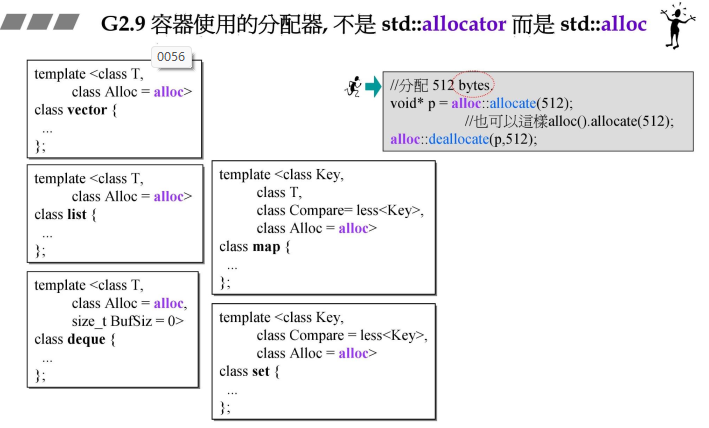 G2.9 容器使用的分配器, 不是 std::allocator 而是 std::alloc
0056
template <class T,
class Alloc = alloc>
class vector {
...
};
template <class T,
class Alloc = alloc>
class list {
...
};
template <class T,
class Alloc = alloc,
size_t BufSiz = 0>
class deque {
...
};
//分配 512 bytes.
void* p = alloc::allocate(512);
//也可以這樣alloc().allocate(512);
alloc::deallocate(p,512);
template <class Key,
class T,
class Compare= less<Key>,
class Alloc = alloc>
class map {
...
};
template <class Key,
class Compare = less<Key>,
class Alloc = alloc>
class set {
...
};